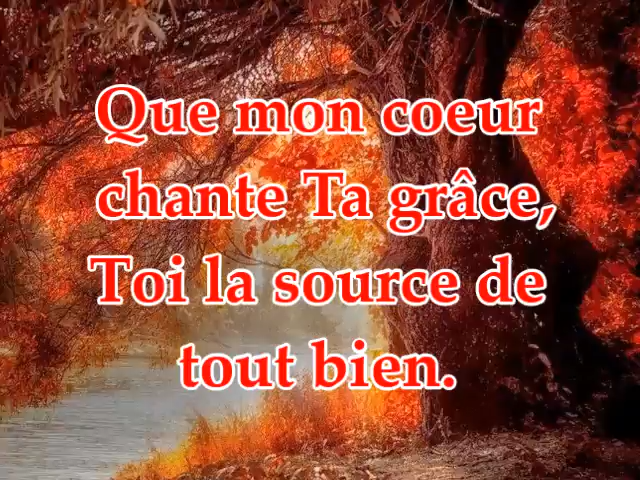 Que mon coeur
chante Ta grâce,
Toi la source de
tout bien.